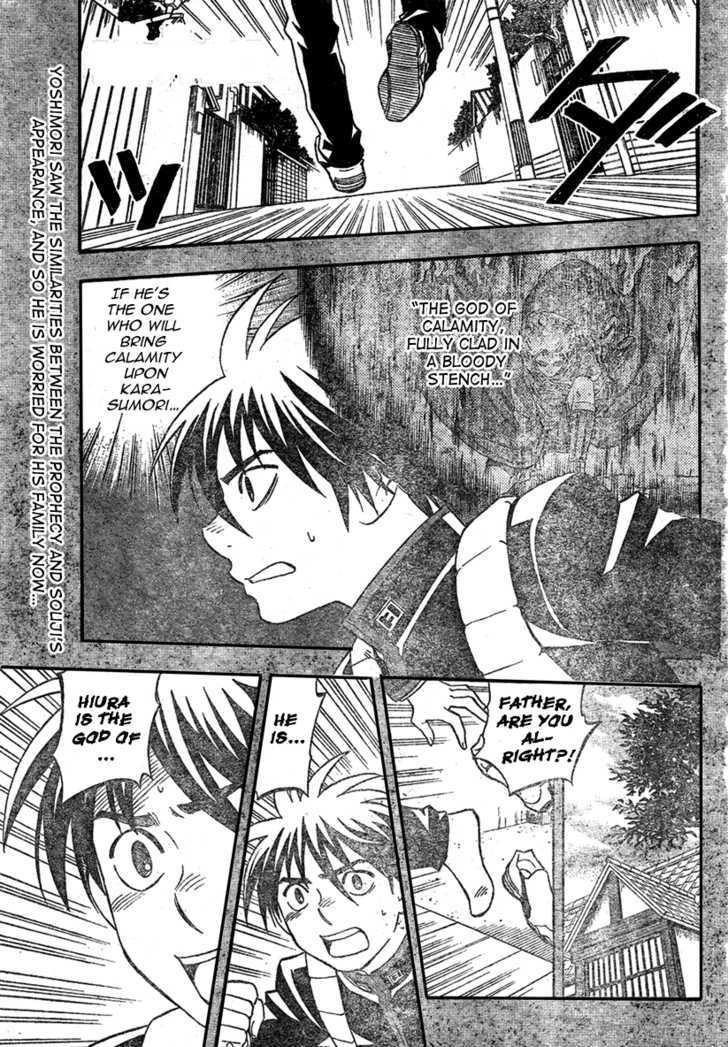 ダッ
YOSHIMORI SAW THE SIMILARITIES BETWEEN THE PROPHECY AND SOUJI'S
APPEARANCE, AND SO HE IS WORRIED FOR HIS FAMILY NOW...
"THE GOD OF
CALAMITY,
FULLY CLAD IN
A BLOODY
STENCH..."
IF HE'S
THE ONE
WHO WILL
BRING
CALAMITY
UPON
KARA-
SUMORI...
FATHER,
ARE YOU
AL-
RIGHT?!
HE
IS...
HIURA
IS THE
GOD OF
...